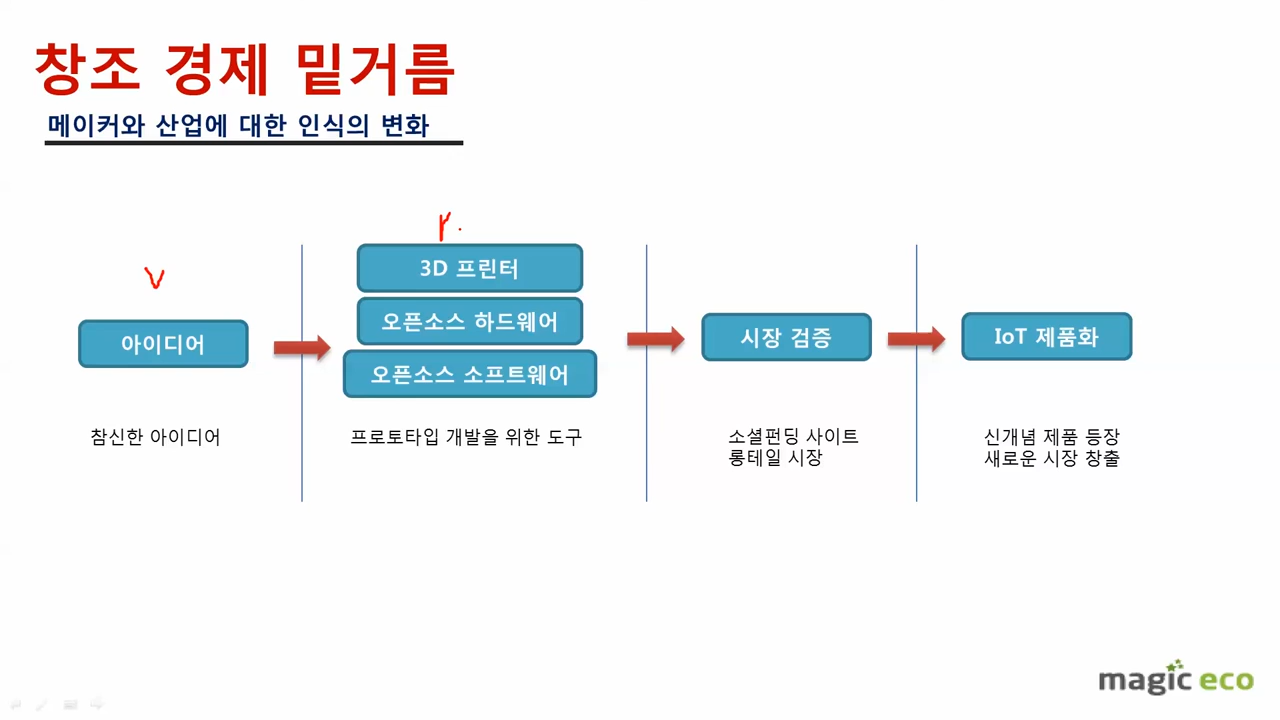 창조 경제 밑거름
메이커와 산업에 대한 인식의 변화
아이디어
참신한 아이디어
3D 프린터
오픈소스 하드웨어
오픈소스 소프트웨어
프로토타입 개발을 위한 도구
시장 검증
소셜펀딩 사이트
롱테일 시장
IoT 제품화
신개념 제품 등장
새로운 시장 창출
magic eco